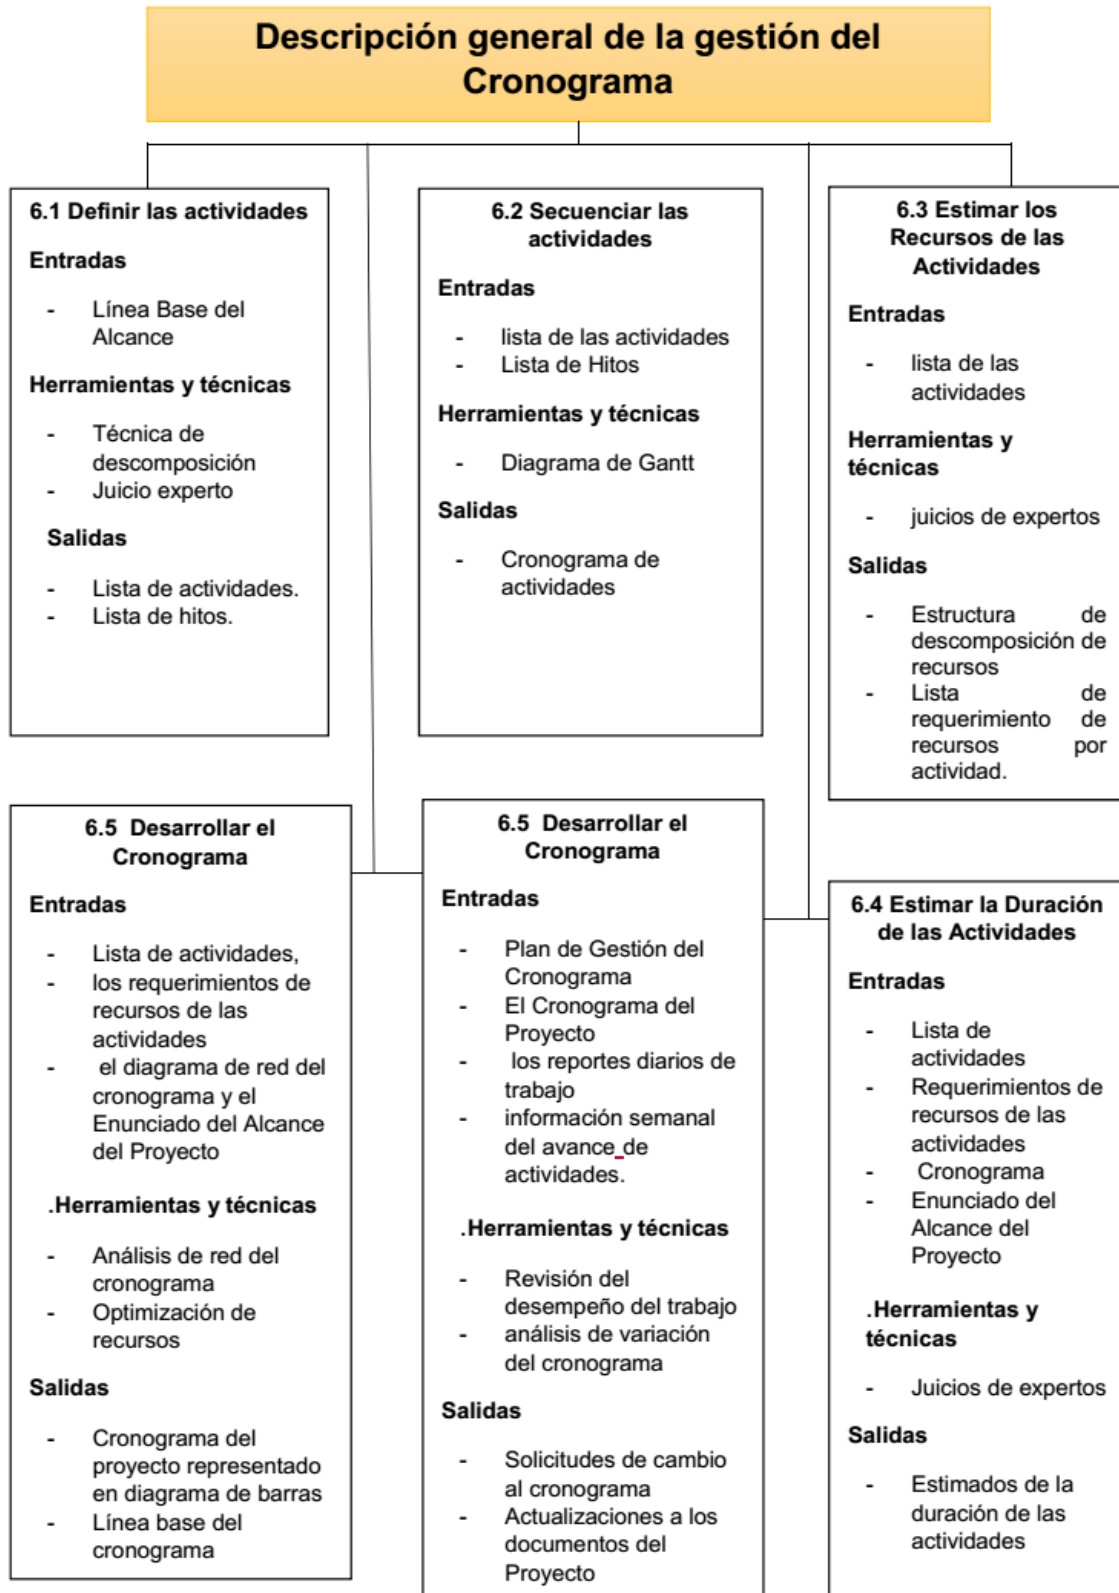 Descripción general de la gestión del
Cronograma
6.1 Definir las actividades
Entradas
- Línea Base del
Alcance
Herramientas y técnicas
- Técnica de
descomposición
- Juicio experto
Salidas
- Lista de actividades.
- Lista de hitos.
6.2 Secuenciar las
actividades
Entradas
- lista de las actividades
- Lista de Hitos
Herramientas y técnicas
- Diagrama de Gantt
Salidas
- Cronograma de
actividades
6.3 Estimar los
Recursos de las
Actividades
Entradas
- lista de las
actividades
Herramientas y
técnicas
- juicios de expertos
Salidas
- Estructura de
descomposición de
recursos
- Lista de
requerimiento de
recursos por
actividad.
6.5 Desarrollar el
Cronograma
Entradas
- Lista de actividades,
- los requerimientos de
recursos de las
actividades
- el diagrama de red del
cronograma y el
Enunciado del Alcance
del Proyecto
.Herramientas y técnicas
- Análisis de red del
cronograma
- Optimización de
recursos
Salidas
- Cronograma del
proyecto representado
en diagrama de barras
- Línea base del
cronograma
6.5 Desarrollar el
Cronograma
Entradas
- Plan de Gestión del
Cronograma
- El Cronograma del
Proyecto
- los reportes diarios de
trabajo
- información semanal
del avance de
actividades.
.Herramientas y técnicas
- Revisión del
desempeño del trabajo
- análisis de variación
del cronograma
Salidas
- Solicitudes de cambio
al cronograma
- Actualizaciones a los
documentos del
Proyecto
6.4 Estimar la Duración
de las Actividades
Entradas
- Lista de
actividades
- Requerimientos de
recursos de las
actividades
- Cronograma
- Enunciado del
Alcance del
Proyecto
.Herramientas y
técnicas
- Juicios de expertos
Salidas
- Estimados de la
duración de las
actividades